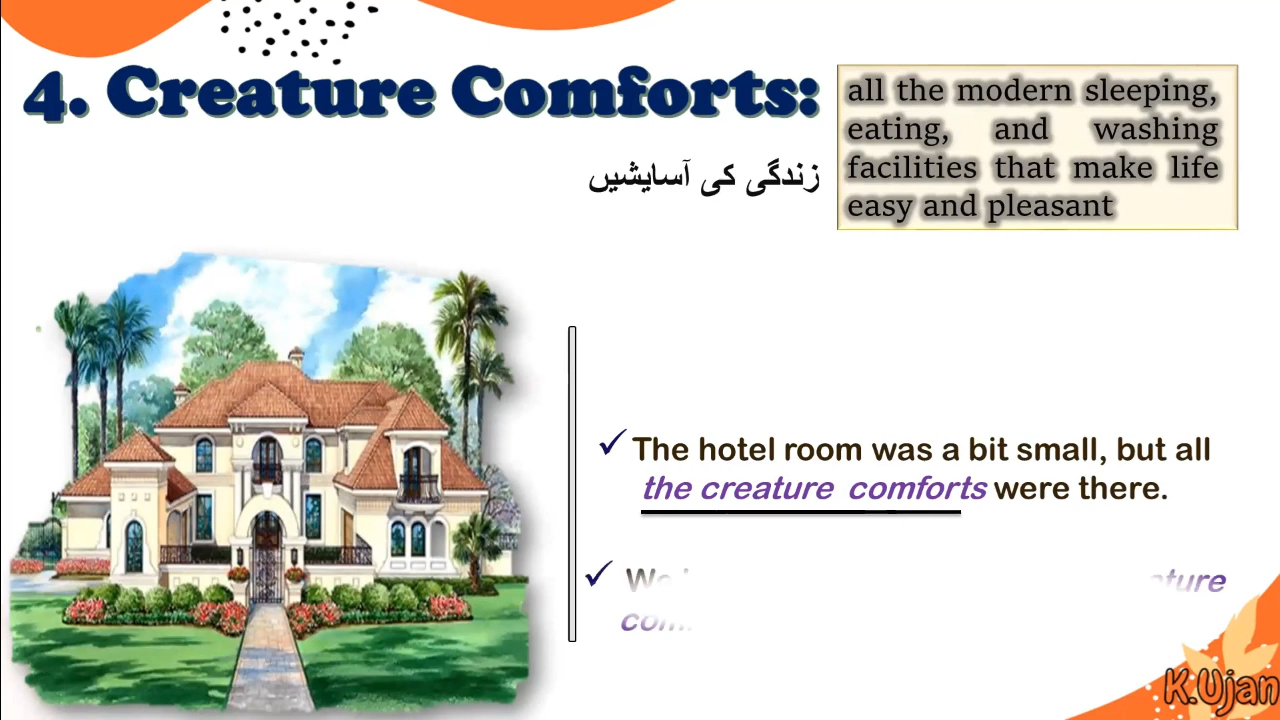 4. Creature Comforts:
all the modern sleeping,
eating, and washing
facilities that make life
easy and pleasant
زندگی کی آسایشیں
✓ The hotel room was a bit small, but all
the creature comforts were there.
✓
K.Ujan